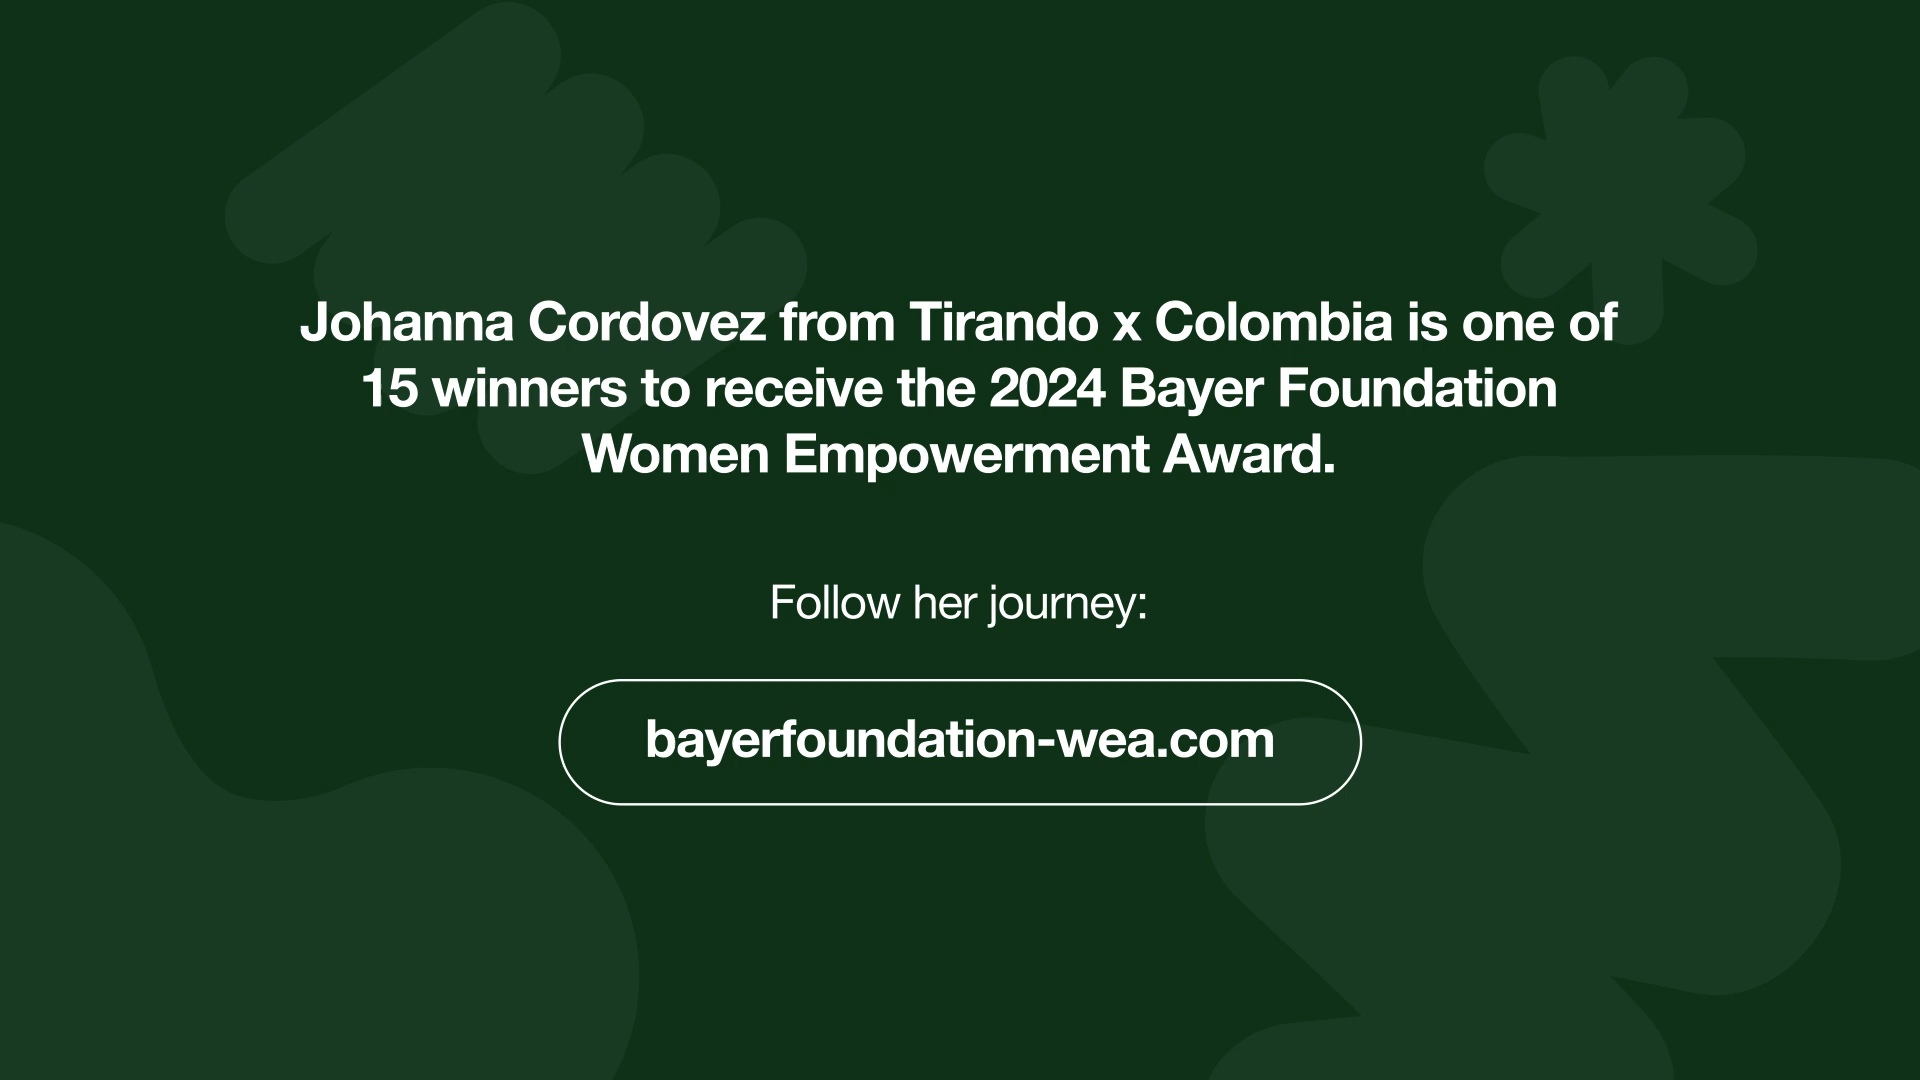 Johanna Cordovez from Tirando x Colombia is one of
15 winners to receive the 2024 Bayer Foundation
Women Empowerment Award.
Follow her journey:
bayerfoundation-wea.com